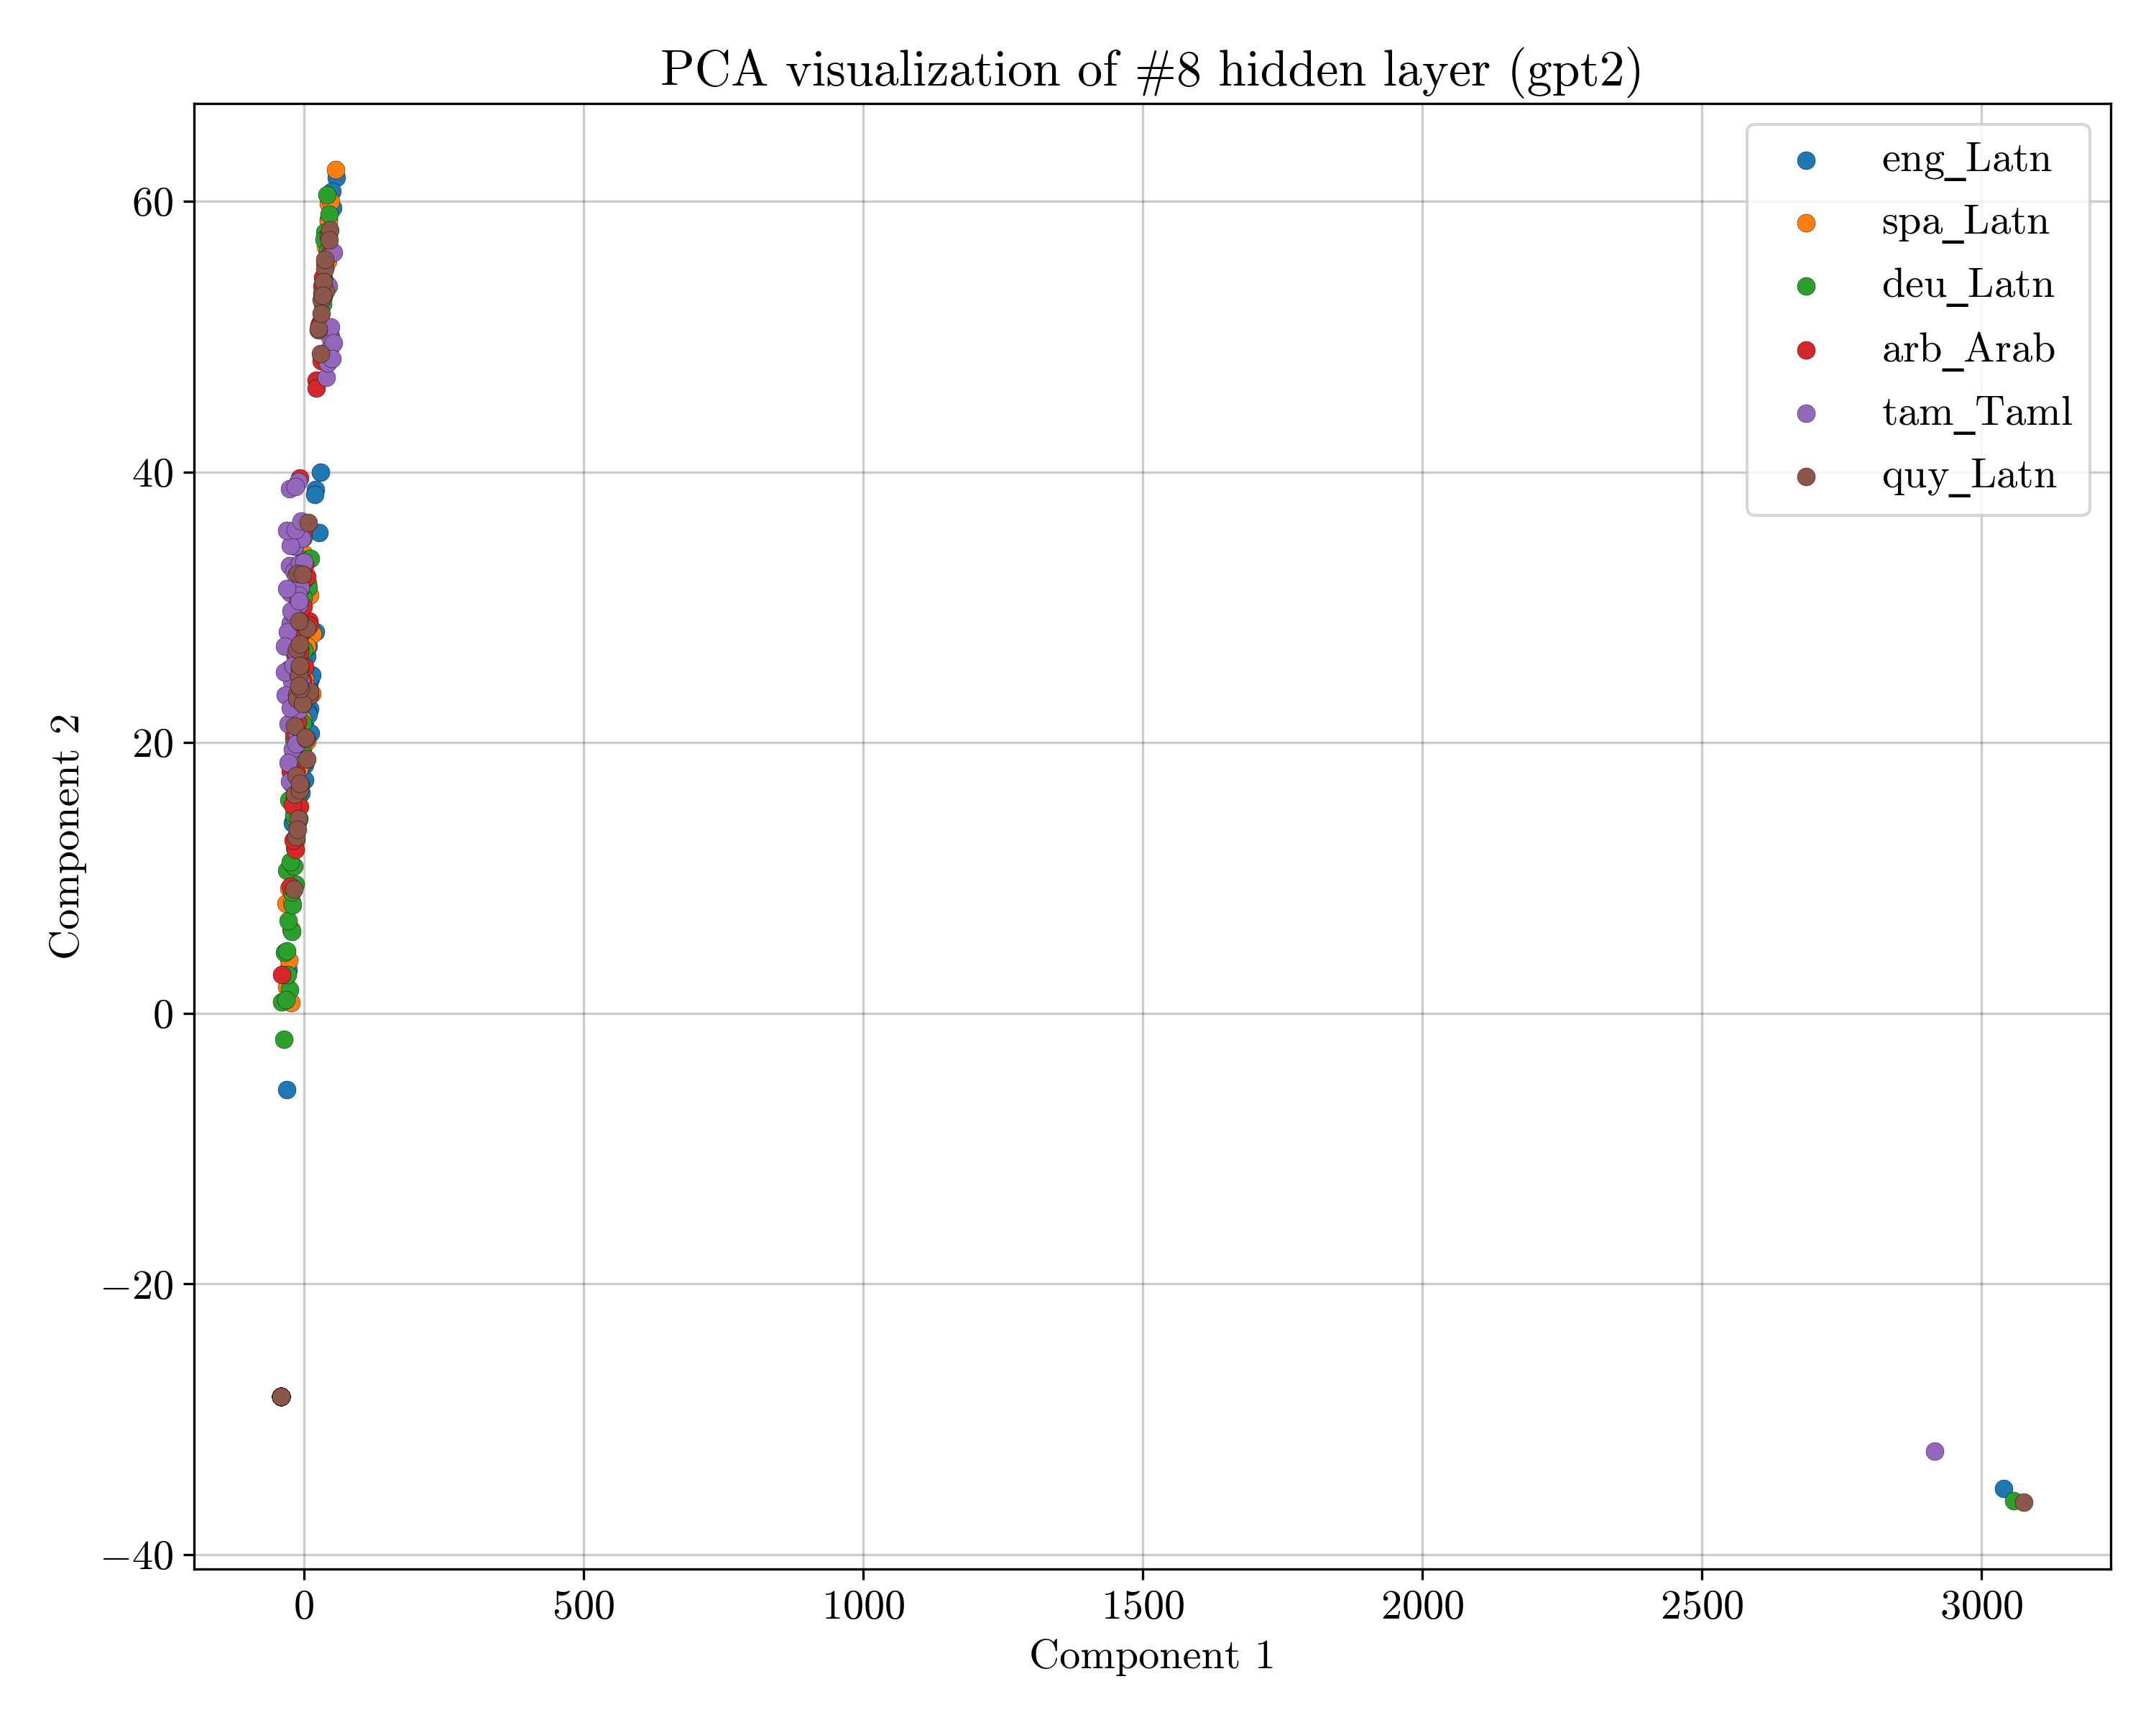 PCA visualization of #8 hidden layer (gpt2)
eng_Latn
spa_Latn
deu_Latn
arb_Arab
tam_Taml
quy_Latn
60
40
20
0
−20
−40
Component 2
0 500 1000 1500 2000 2500 3000
Component 1